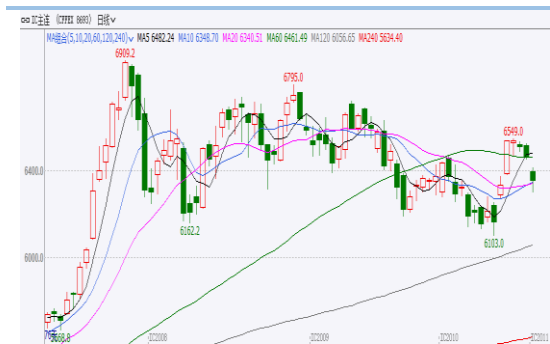 IC主连 (CFFEX 8603) 日线
MA组合(5,10,20,60,120,240) MA5 6482.24 MA10 6348.70 MA20 6340.51 MA60 6461.49 MA120 6056.65 MA240 5634.40
6909.2
6795.0
6549.0
6400.0
6162.2
6103.0
6000.0
IC2008
IC2009
IC2010
IC2011